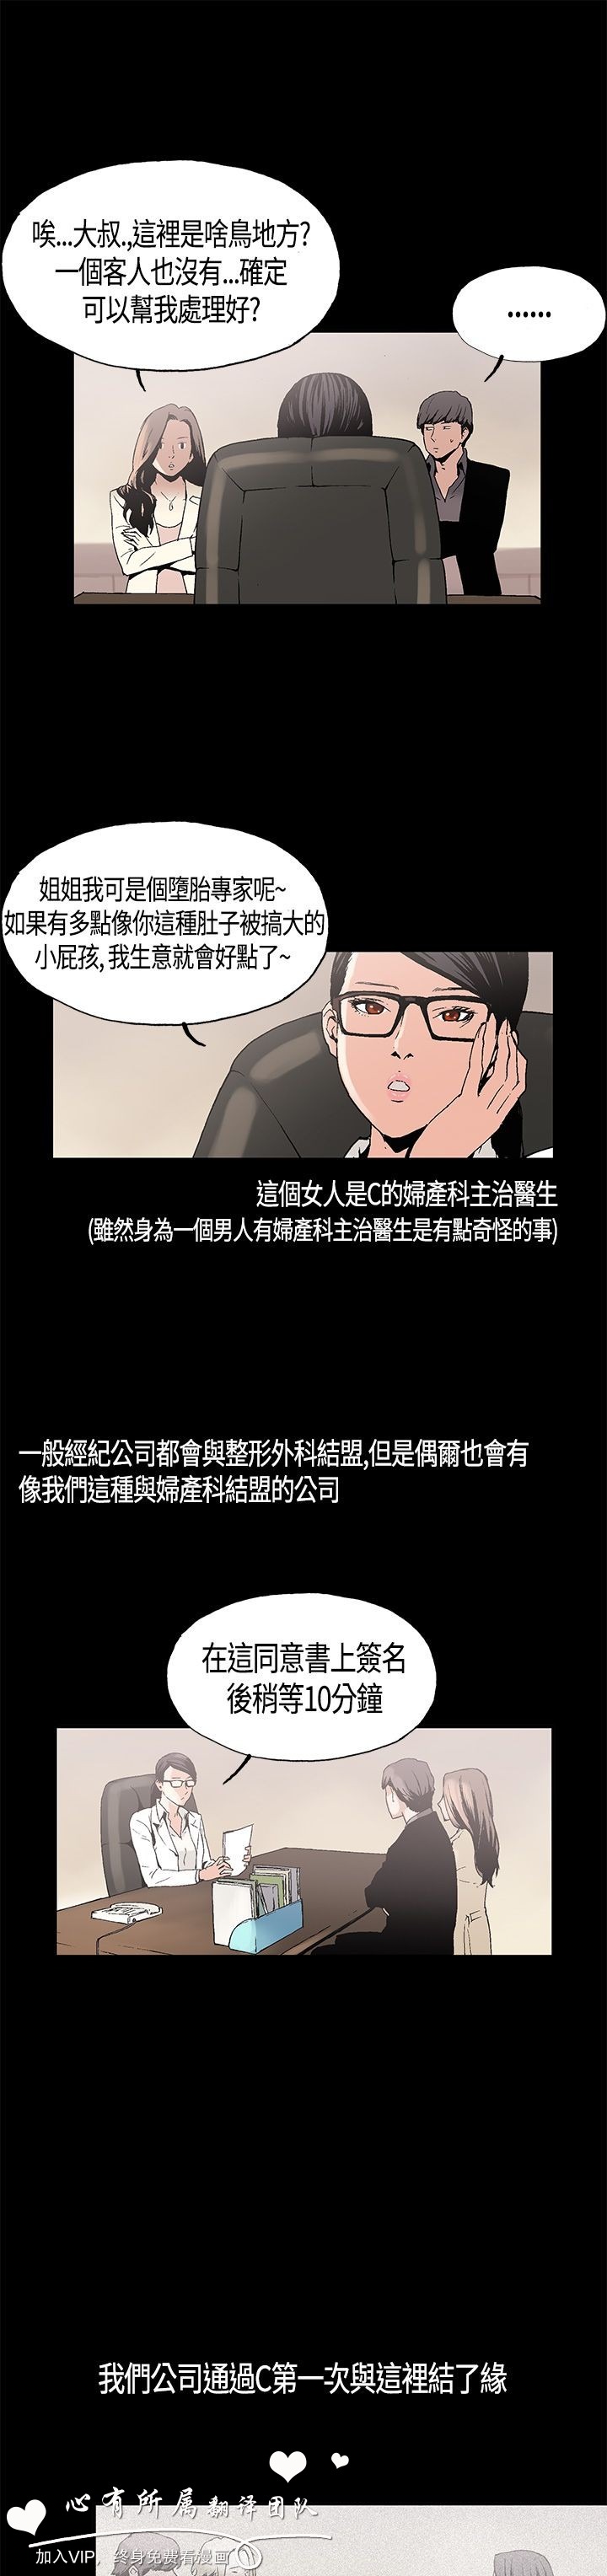 唉...大叔.,這裡是啥鳥地方?
一個客人也沒有...確定
可以幫我處理好?
......
姐姐我可是個墮胎專家呢~
如果有多點像你這種肚子被搞大的
小屁孩, 我生意就會好點了~
這個女人是C的婦產科主治醫生
(雖然身為一個男人有婦產科主治醫生是有點奇怪的事)
一般經紀公司都會與整形外科結盟,但是偶爾也會有
像我們這種與婦產科結盟的公司
在這同意書上簽名
後稍等10分鐘
我們公司通過C第一次與這裡結了緣
心有所属翻译团队
加入VIP，终身免费看漫画